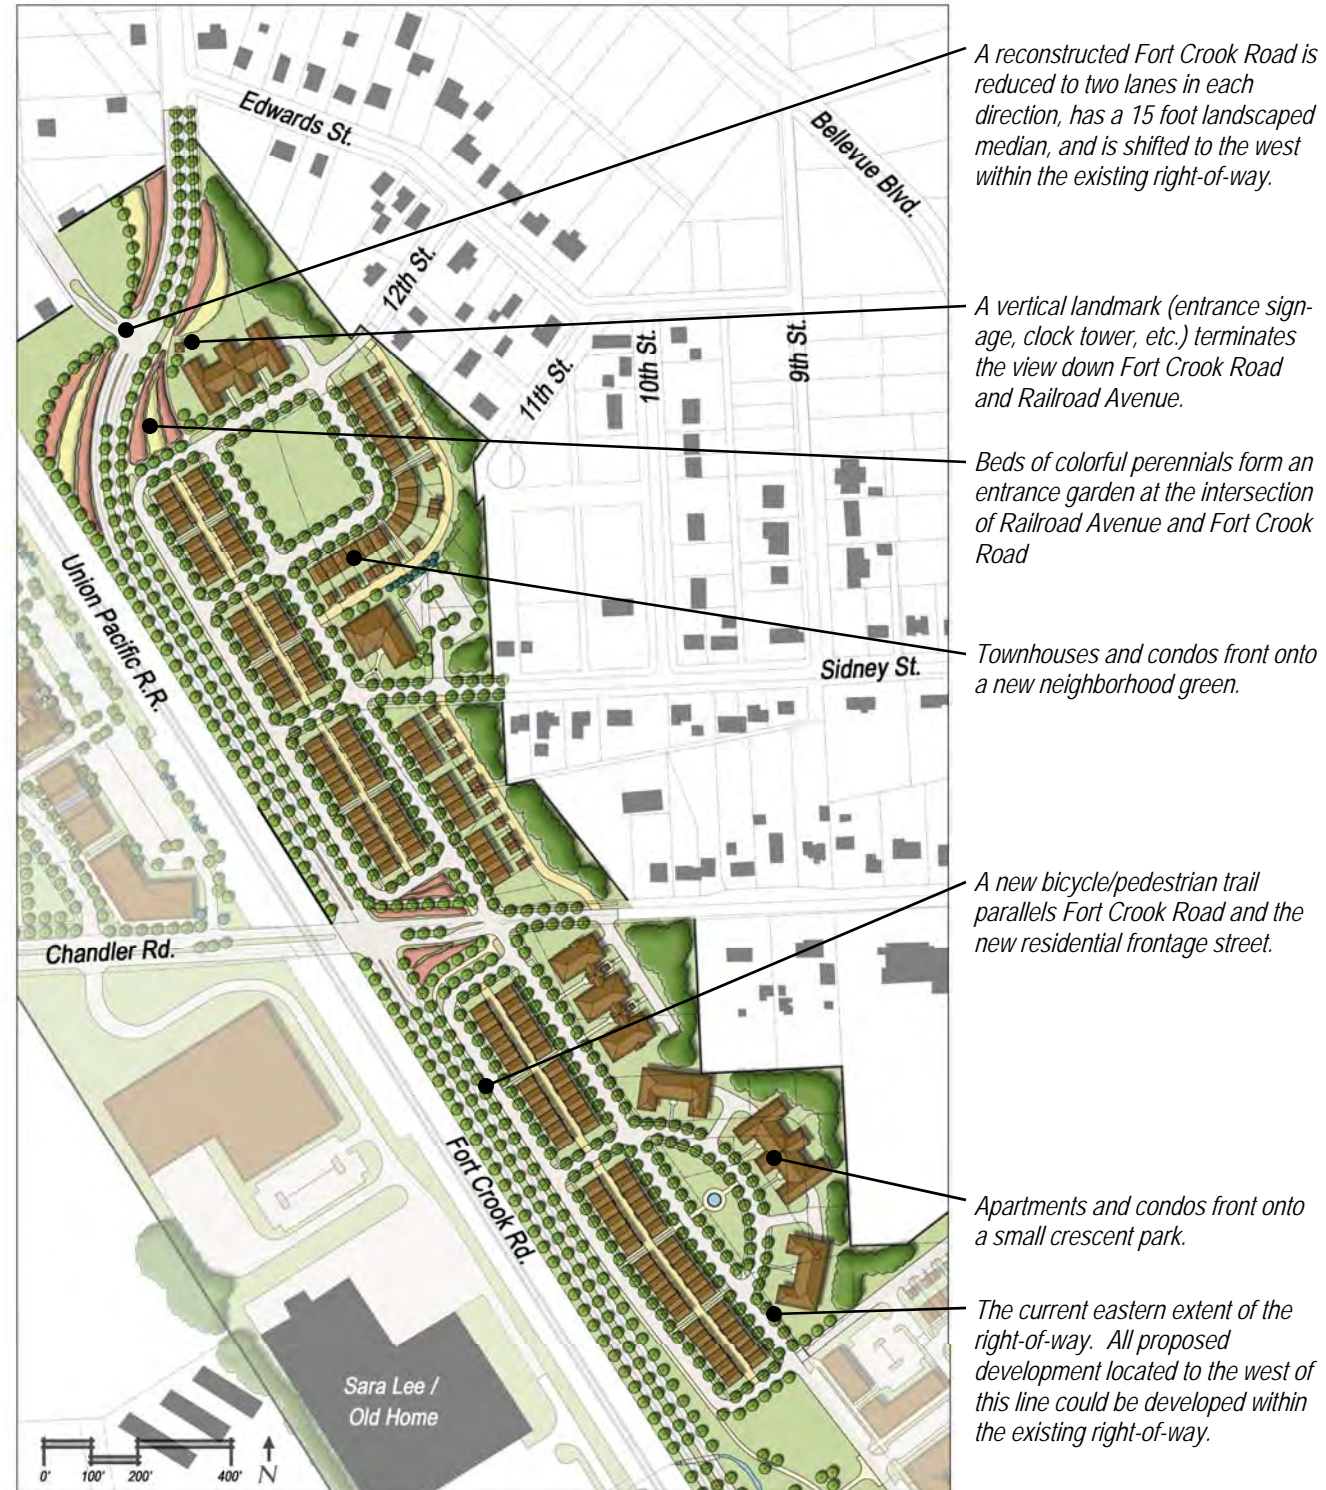 A reconstructed Fort Crook Road is
reduced to two lanes in each
direction, has a 15 foot landscaped
median, and is shifted to the west
within the existing right-of-way.
A vertical landmark (entrance sign-
age, clock tower, etc.) terminates
the view down Fort Crook Road
and Railroad Avenue.
Beds of colorful perennials form an
entrance garden at the intersection
of Railroad Avenue and Fort Crook
Road
Townhouses and condos front onto
a new neighborhood green.
A new bicycle/pedestrian trail
parallels Fort Crook Road and the
new residential frontage street.
Apartments and condos front onto
a small crescent park.
The current eastern extent of the
right-of-way. All proposed
development located to the west of
this line could be developed within
the existing right-of-way.
Edwards St.
Bellevue Blvd.
12th St.
11th St.
10th St.
9th St.
Union Pacific R.R.
Sidney St.
Chandler Rd.
Fort Crook Rd.
Sara Lee /
Old Home
0' 100' 200' 400' N